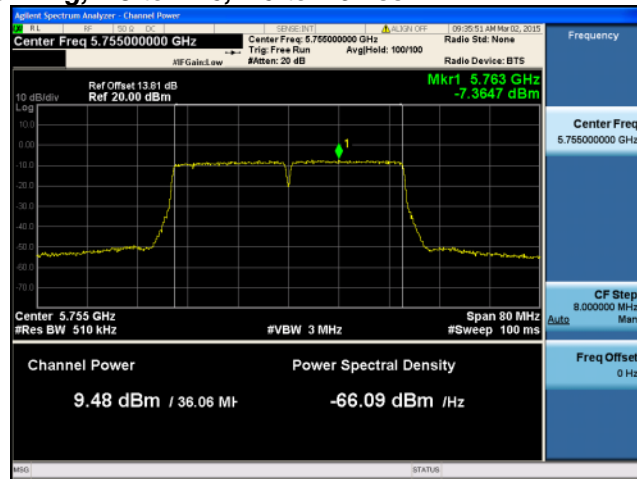 Agilent Spectrum Analyzer - Channel Power
RL RF 50 Ω DC SENSE:INT ALIGN OFF 09:35:51 AM Mar 02, 2015
Center Freq 5.755000000 GHz
Center Freq: 5.755000000 GHz
Radio Std: None
Trig: Free Run Avg|Hold: 100/100
#IFGain:Low #Atten: 20 dB Radio Device: BTS
Frequency
Mkr1 5.763 GHz
-7.3647 dBm
Ref Offset 13.81 dB
10 dB/div Ref 20.00 dBm
Log
10.0
0.00
-10.0
-20.0
-30.0
-40.0
-50.0
-60.0
-70.0
1
Center Freq
5.755000000 GHz
Center 5.755 GHz Span 80 MHz
#Res BW 510 kHz #VBW 3 MHz #Sweep 100 ms
CF Step
8.000000 MHz
Auto Man
Channel Power Power Spectral Density
9.48 dBm / 36.06 MH -66.09 dBm /Hz
Freq Offset
0 Hz
MSG STATUS